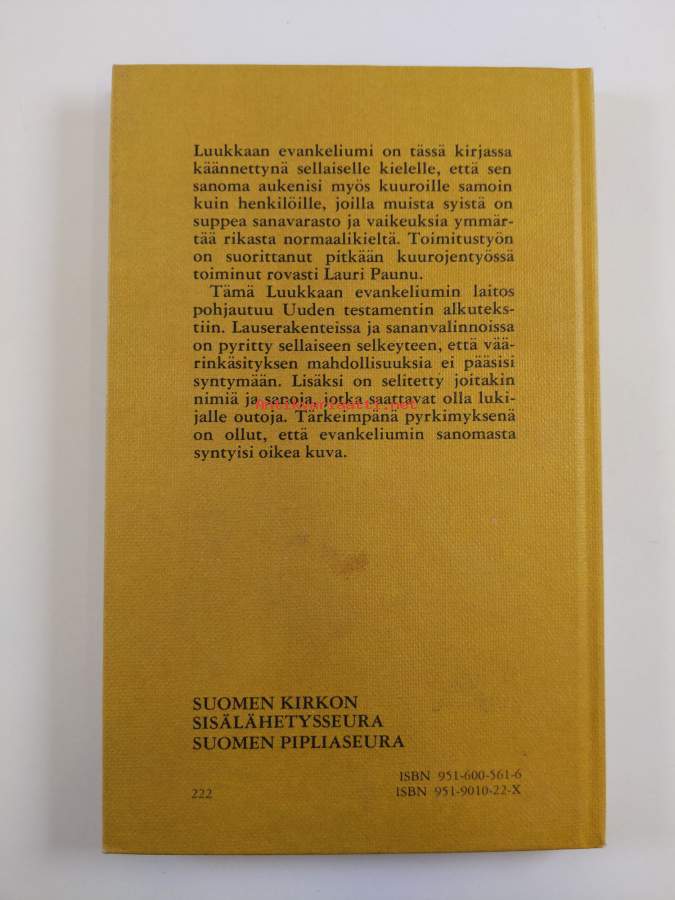 Luukkaan evankeliumi on tässä kirjassa
käännettynä sellaiselle kielelle, että sen
sanoma aukenisi myös kuuroille samoin
kuin henkilöille, joilla muista syistä on
suppea sanavarasto ja vaikeuksia ymmär-
tää rikasta normaalikieltä. Toimitustyön
on suorittanut pitkään kuurojentyössä
toiminut rovasti Lauri Paunu.
Tämä Luukkaan evankeliumin laitos
pohjautuu Uuden testamentin alkuteks-
tiin. Lauserakenteissa ja sananvalinnoissa
on pyritty sellaiseen selkeyteen, että vää-
rinkäsityksen mahdollisuuksia ei pääsisi
syntymään. Lisäksi on selitetty joitakin
nimiä ja sanoja, jotka saattavat olla luki-
Antikvariaatti.net
jalle outoja. Tärkeimpänä pyrkimyksenä
on ollut, että evankeliumin sanomasta
syntyisi oikea kuva.
SUOMEN KIRKON
SISÄLÄHETYSSEURA
SUOMEN PIPLIASEURA
ISBN 951-600-561-6
222 ISBN 951-9010-22-X